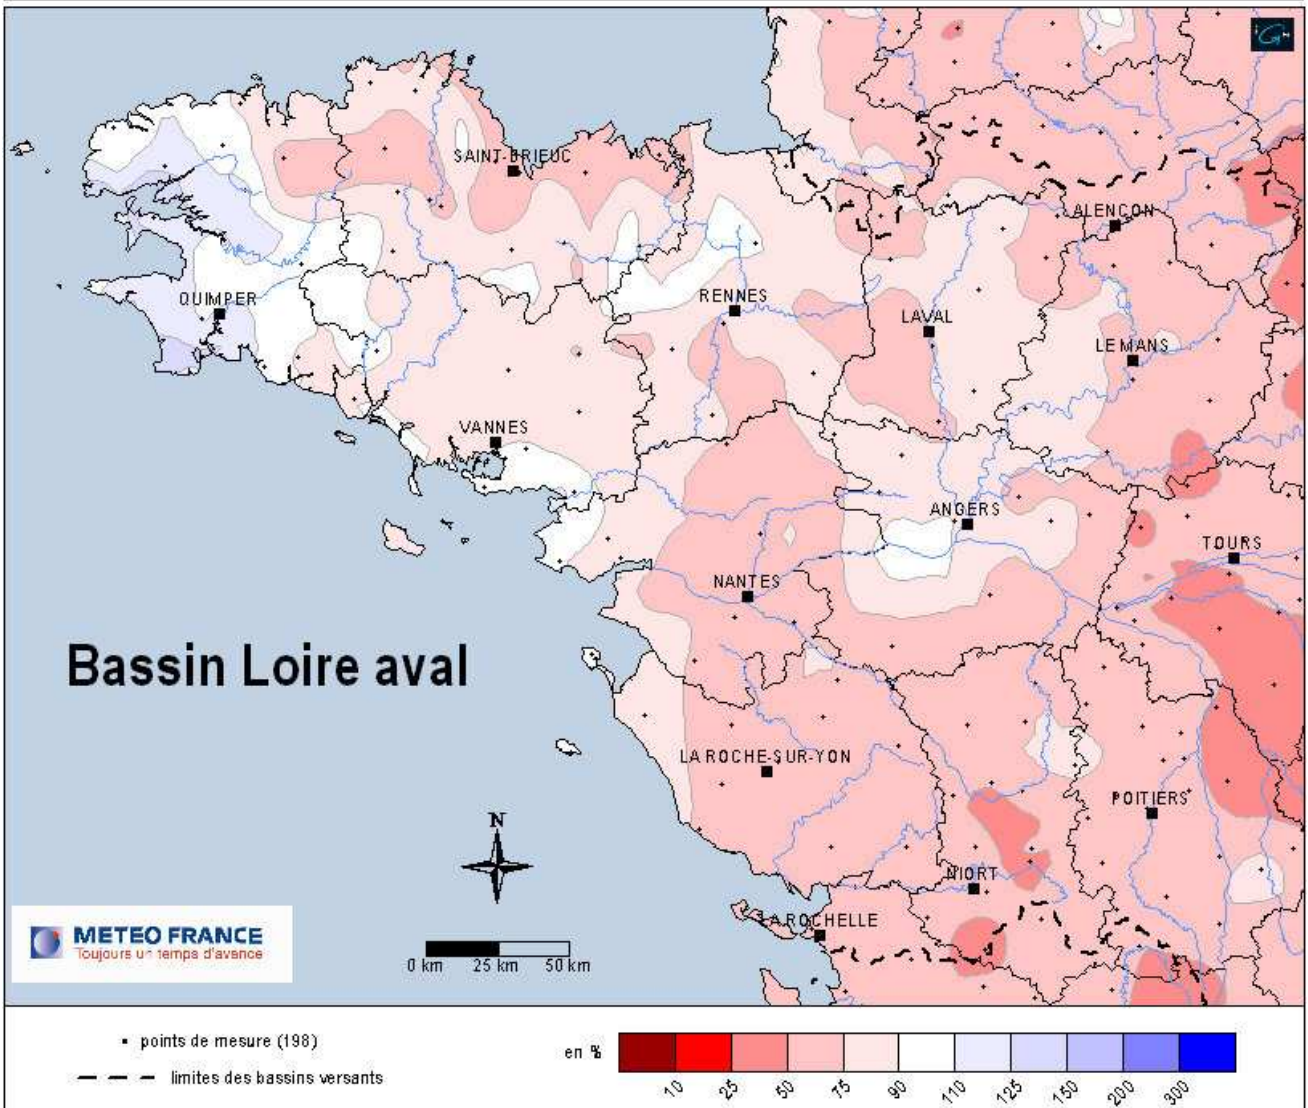 SAINT-BRIEUC
ALENÇON
QUIMPER
RENNES
LAVAL
LE MANS
VANNES
ANGERS
TOURS
NANTES
Bassin Loire aval
LA ROCHE-SUR-YON
POITIERS
N
NIORT
LA ROCHELLE
METEO FRANCE
Toujours un temps d'avance
0 km 25 km 50 km
points de mesure (198)
en %
limites des bassins versants
10 25 50 75 90 110 125 150 200 300